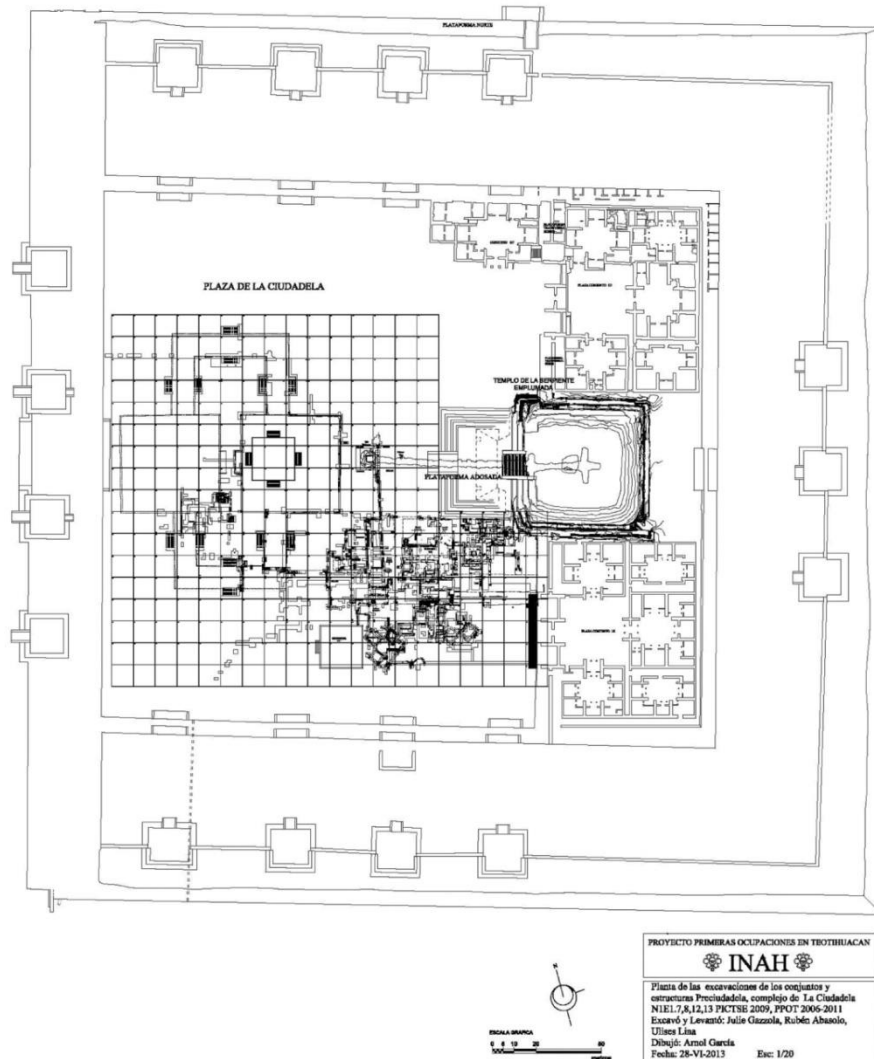 PLATAFORMA NORTE
PLAZA DE LA CIUDADELA
TEMPLO DE LA SERPIENTE
EMPLUMADA
PLATAFORMA ADOSADA
N
ESCALA GRAFICA
PROYECTO PRIMERAS OCUPACIONES EN TEOTIHUACAN
INAH
Planta de las excavaciones de los conjuntos y
estructuras Preciudadela, complejo de La Ciudadela
N1E1.7,8,12,13 PICTSE 2009, PPOT 2006-2011
Excavó y Levantó: Julie Gazzola, Rubén Abasolo,
Ulises Lina
Dibujó: Arnol García
Fecha: 28-VI-2013 Esc: 1/20